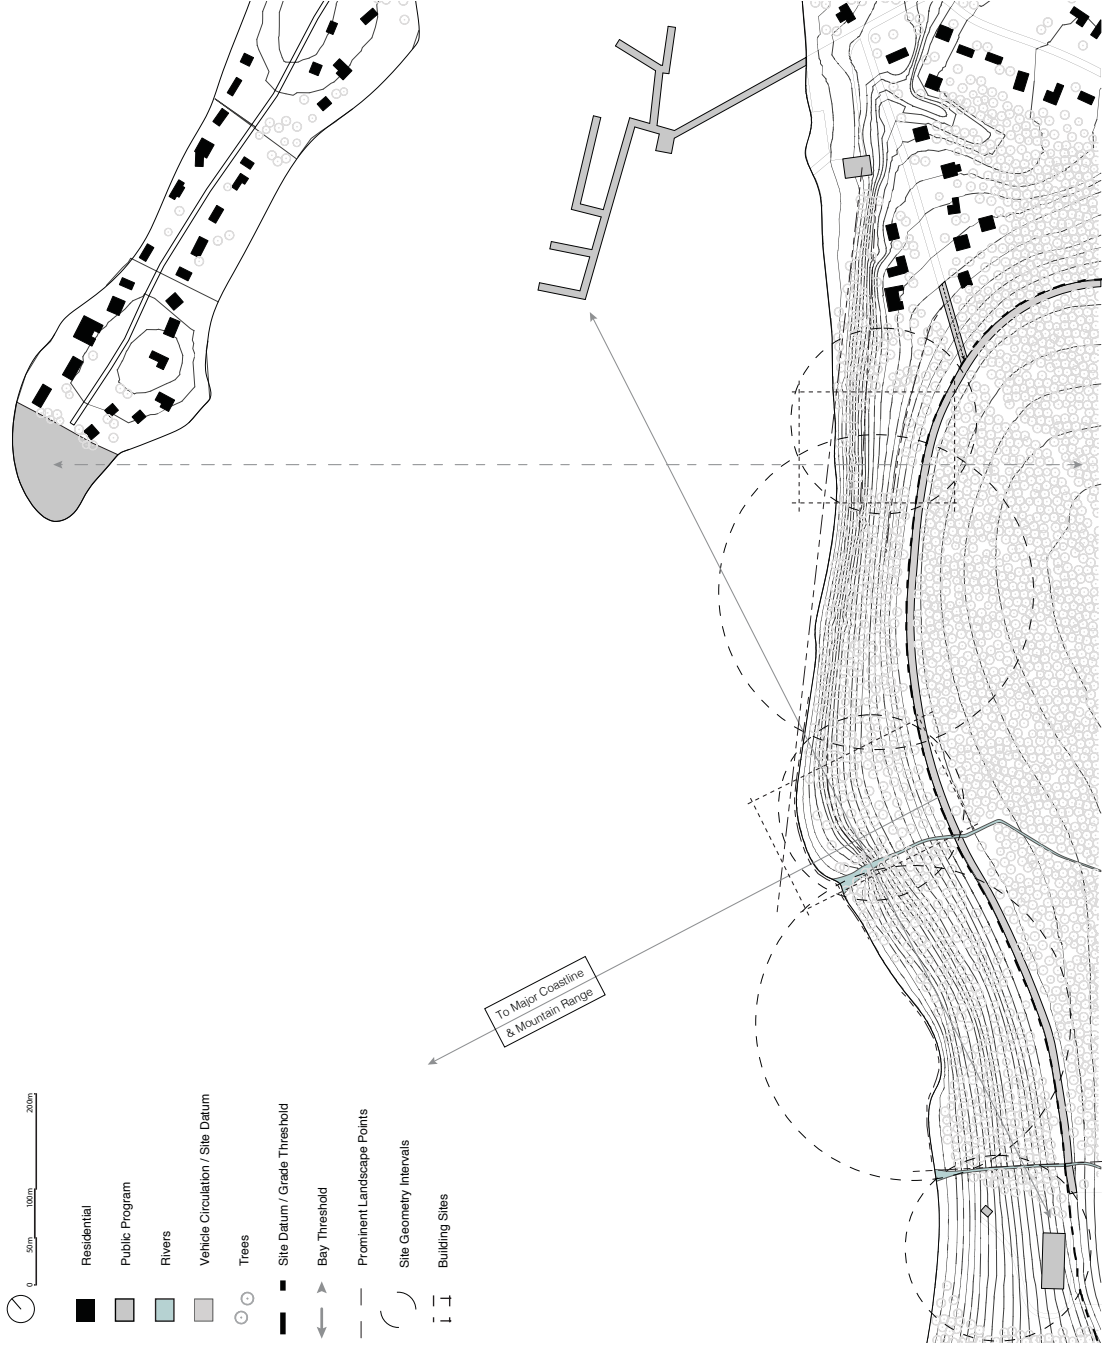 To Major Coastline
& Mountain Range
0
50m
100m
200m
Residential
Public Program
Rivers
Vehicle Circulation / Site Datum
Trees
Site Datum / Grade Threshold
Bay Threshold
Prominent Landscape Points
Site Geometry Intervals
Building Sites